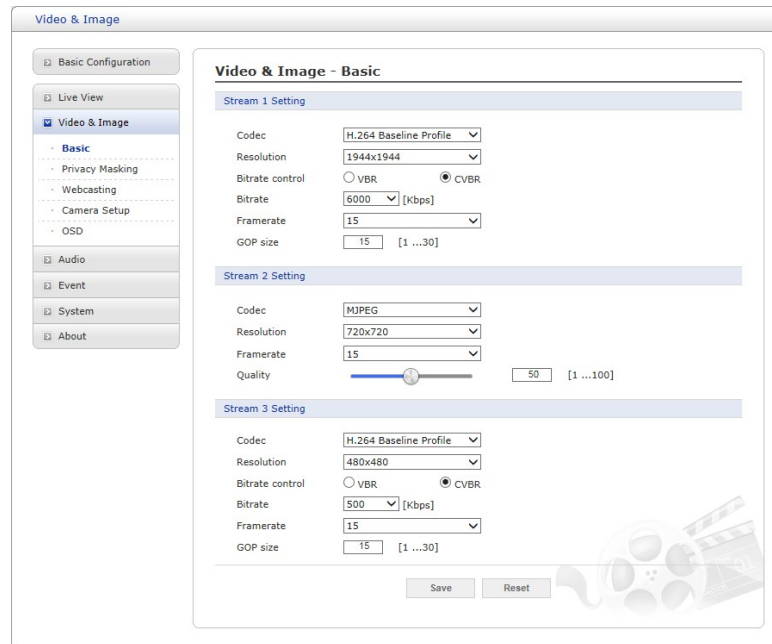 Video & Image
Basic Configuration
Live View
Video & Image
Basic
Privacy Masking
Webcasting
Camera Setup
OSD
Audio
Event
System
About
Video & Image - Basic
Stream 1 Setting
Codec H.264 Baseline Profile
Resolution 1944x1944
Bitrate control VBR CVBR
Bitrate 6000 [Kbps]
Framerate 15
GOP size 15 [1 ...30]
Stream 2 Setting
Codec MJPEG
Resolution 720x720
Framerate 15
Quality 50 [1 ...100]
Stream 3 Setting
Codec H.264 Baseline Profile
Resolution 480x480
Bitrate control VBR CVBR
Bitrate 500 [Kbps]
Framerate 15
GOP size 15 [1 ...30]
Save Reset